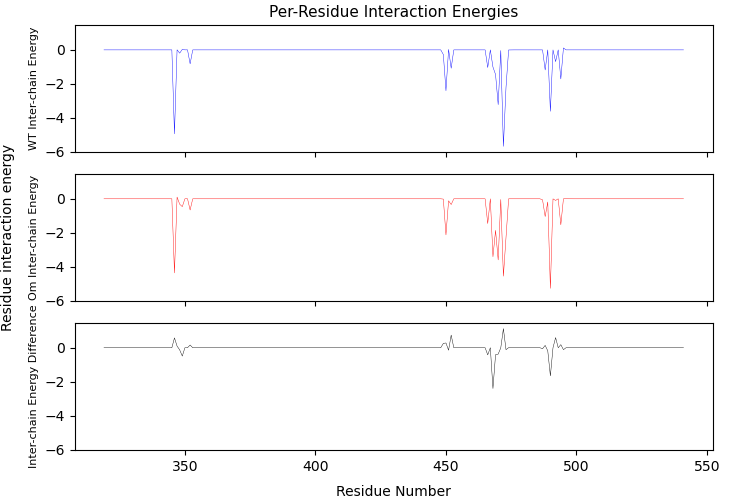 Per-Residue Interaction Energies
Residue interaction energy
WT Inter-chain Energy
0
−2
−4
−6
Om Inter-chain Energy
0
−2
−4
−6
Inter-chain Energy Difference
0
−2
−4
−6
350
400
450
500
550
Residue Number